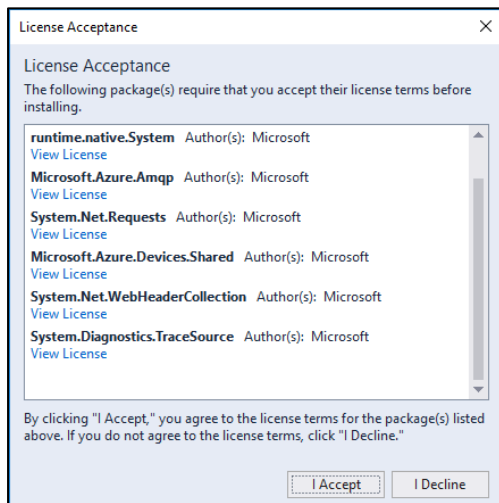 License Acceptance
License Acceptance
The following package(s) require that you accept their license terms before
installing.
runtime.native.System Author(s): Microsoft
View License
Microsoft.Azure.Amqp Author(s): Microsoft
View License
System.Net.Requests Author(s): Microsoft
View License
Microsoft.Azure.Devices.Shared Author(s): Microsoft
View License
System.Net.WebHeaderCollection Author(s): Microsoft
View License
System.Diagnostics.TraceSource Author(s): Microsoft
View License
By clicking "I Accept," you agree to the license terms for the package(s) listed
above. If you do not agree to the license terms, click "I Decline."
I Accept I Decline